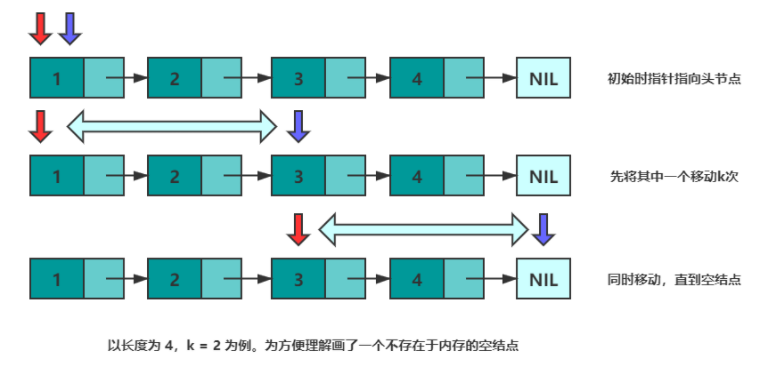 1 2 3 4 NIL 初始时指针指向头节点
1 2 3 4 NIL 先将其中一个移动k次
1 2 3 4 NIL 同时移动，直到空结点
以长度为 4，k = 2 为例。为方便理解画了一个不存在于内存的空结点